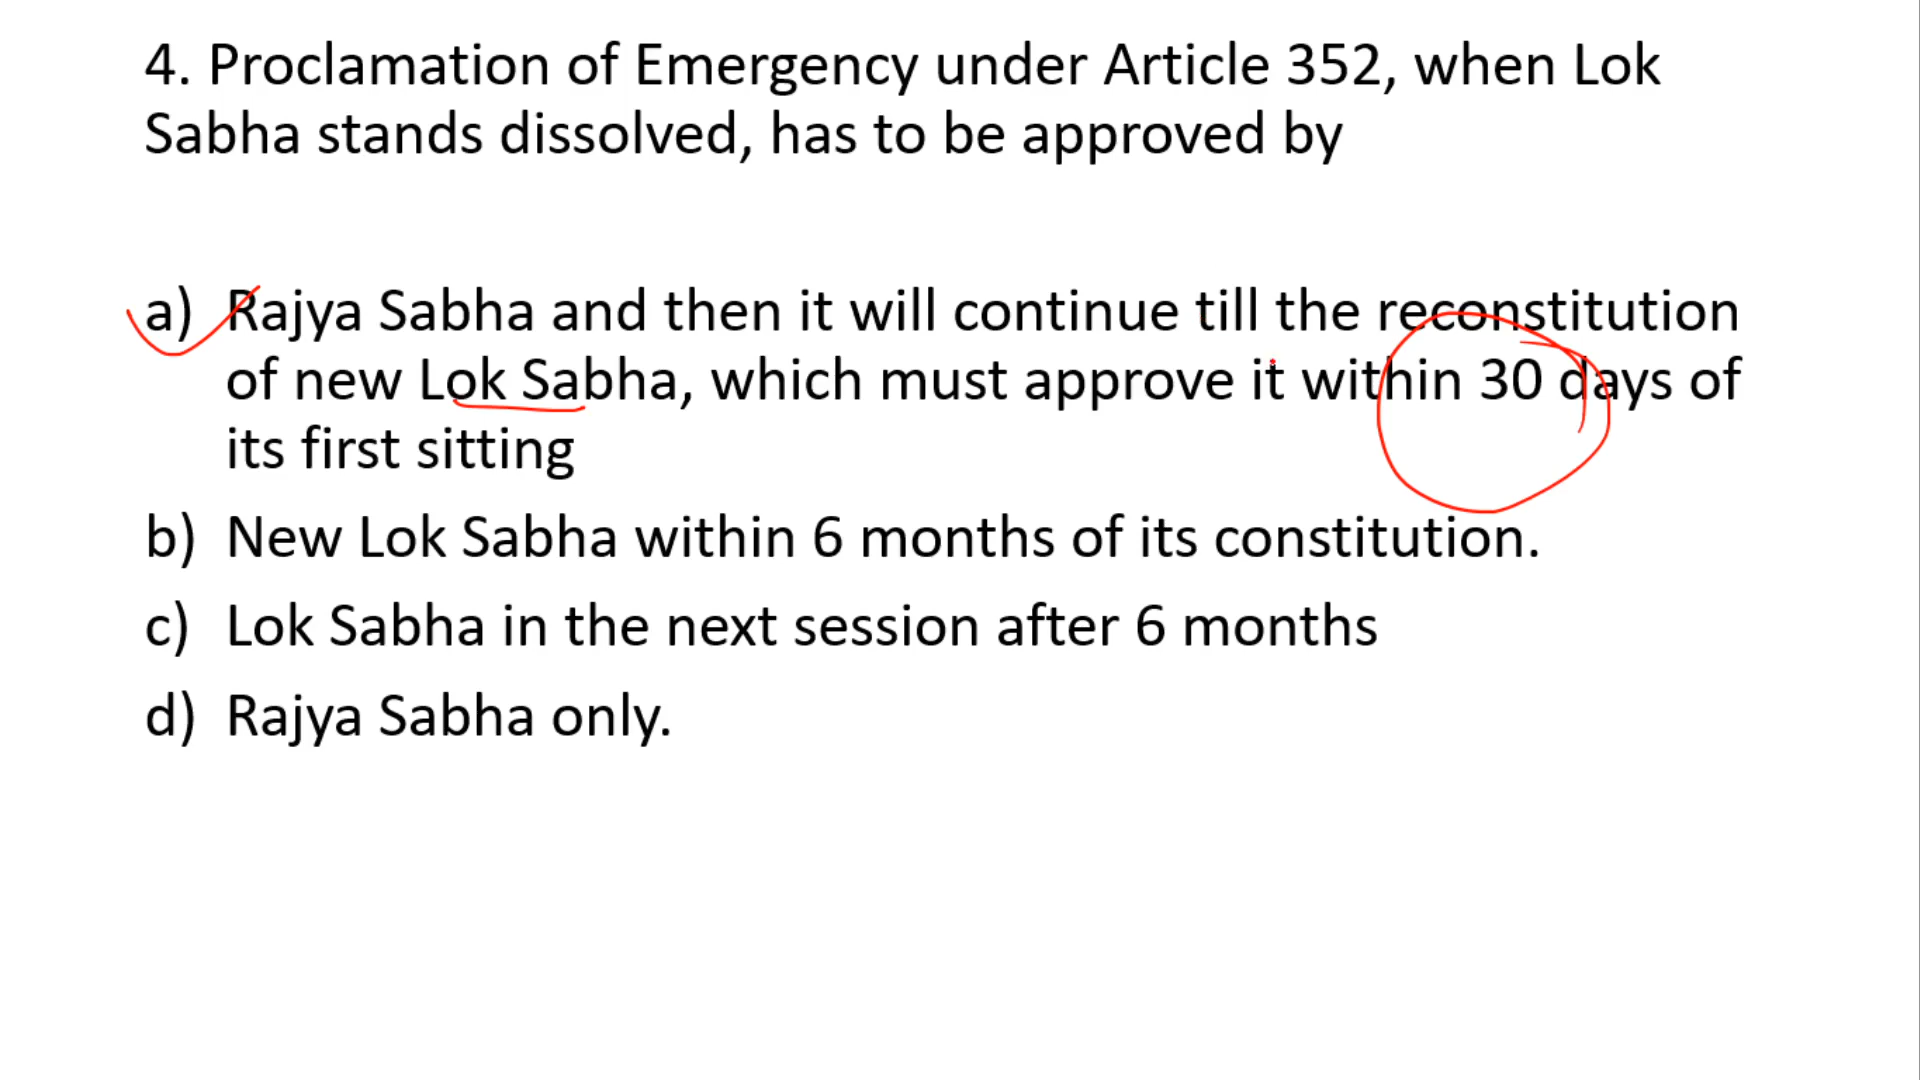 4. Proclamation of Emergency under Article 352, when Lok
Sabha stands dissolved, has to be approved by
a) Rajya Sabha and then it will continue till the reconstitution
of new Lok Sabha, which must approve it within 30 days of
its first sitting
b) New Lok Sabha within 6 months of its constitution.
c) Lok Sabha in the next session after 6 months
d) Rajya Sabha only.